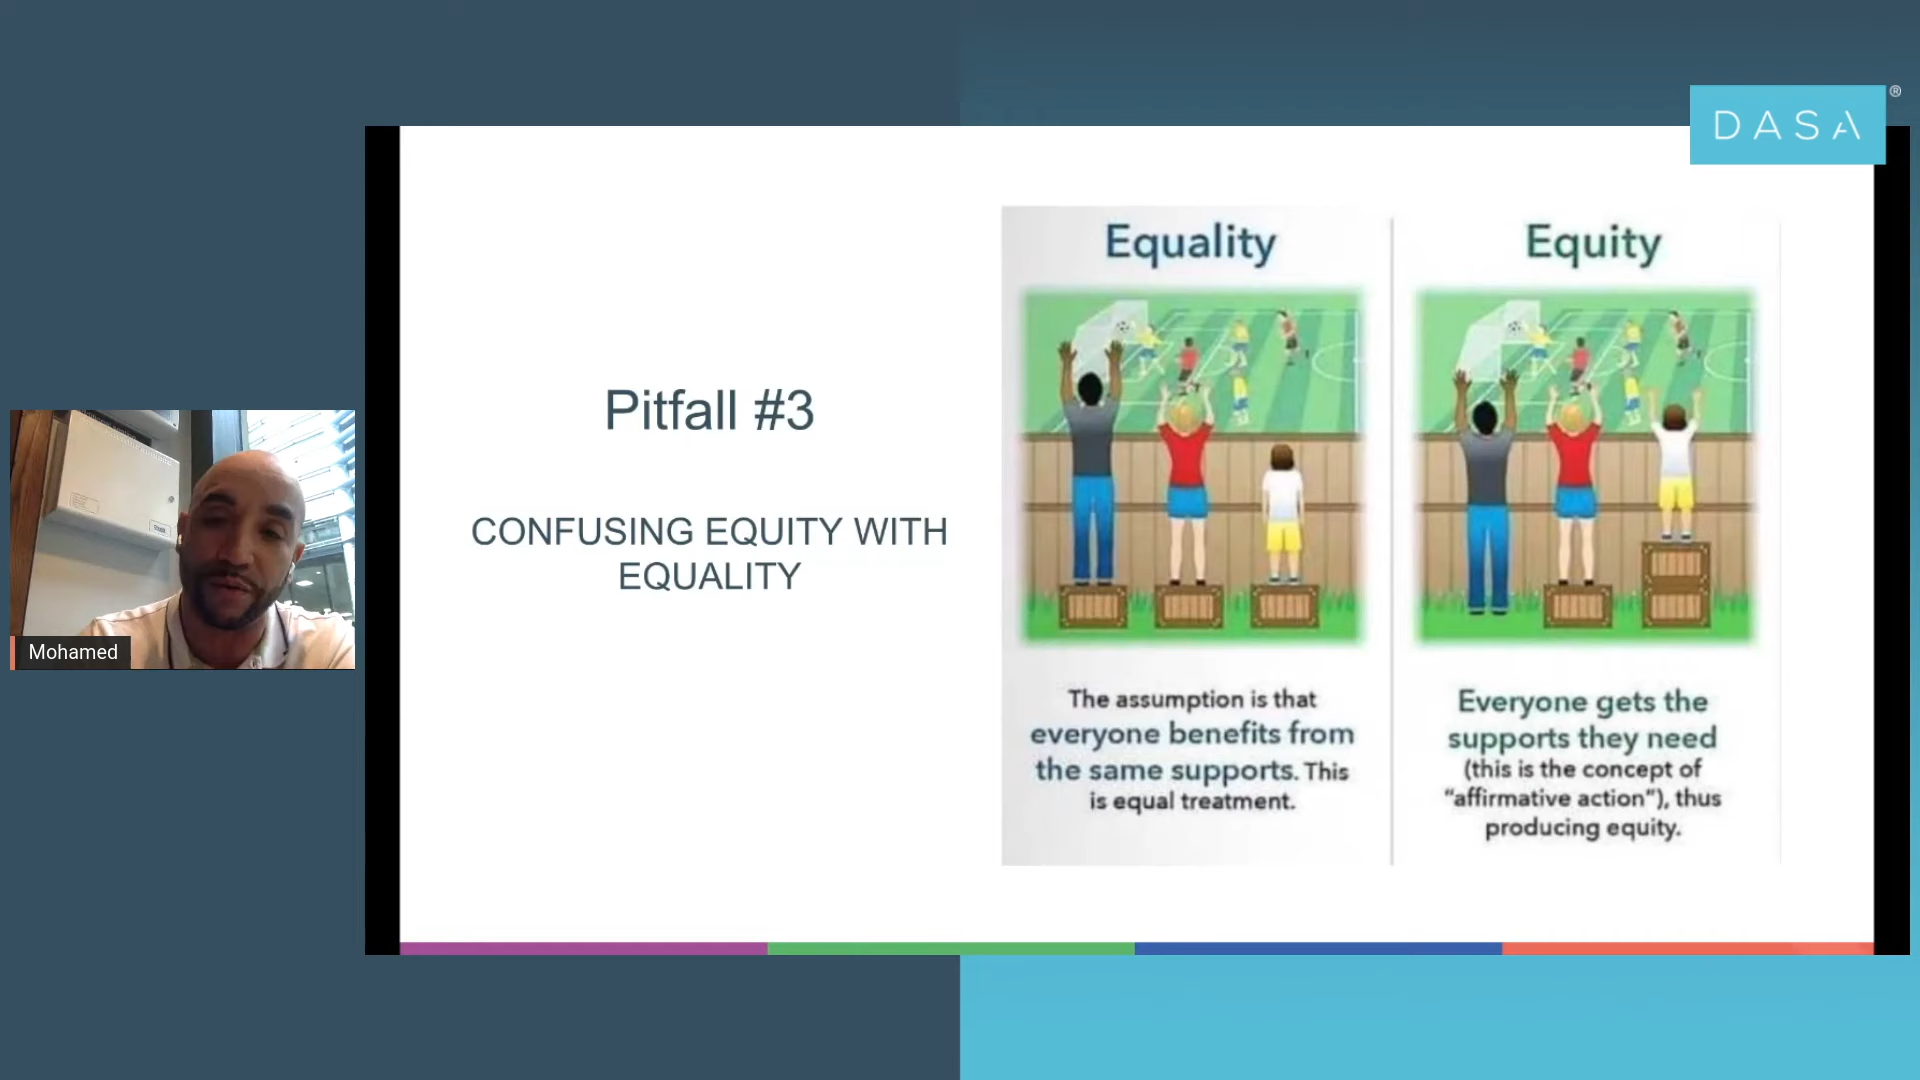 DASA®
Pitfall #3
CONFUSING EQUITY WITH
EQUALITY
Equality
The assumption is that
everyone benefits from
the same supports. This
is equal treatment.
Equity
Everyone gets the
supports they need
(this is the concept of
“affirmative action”), thus
producing equity.
Mohamed